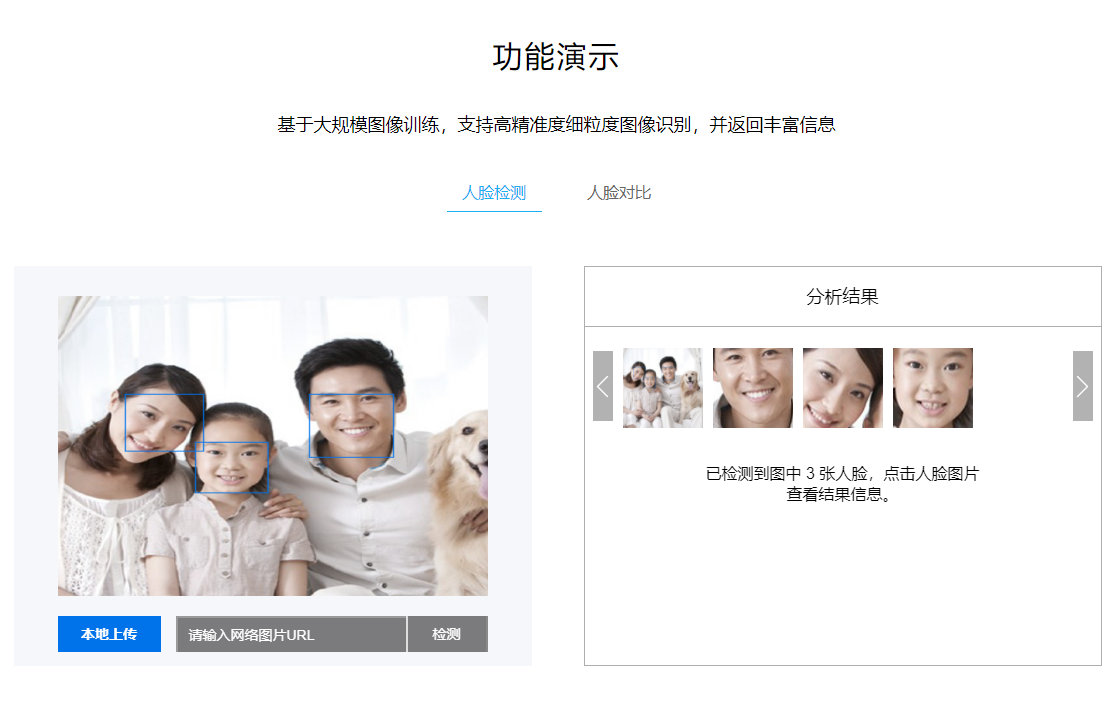 功能演示
基于大规模图像训练，支持高精准度细粒度图像识别，并返回丰富信息
人脸检测
人脸对比
分析结果
已检测到图中 3 张人脸，点击人脸图片
查看结果信息。
本地上传
请输入网络图片URL
检测